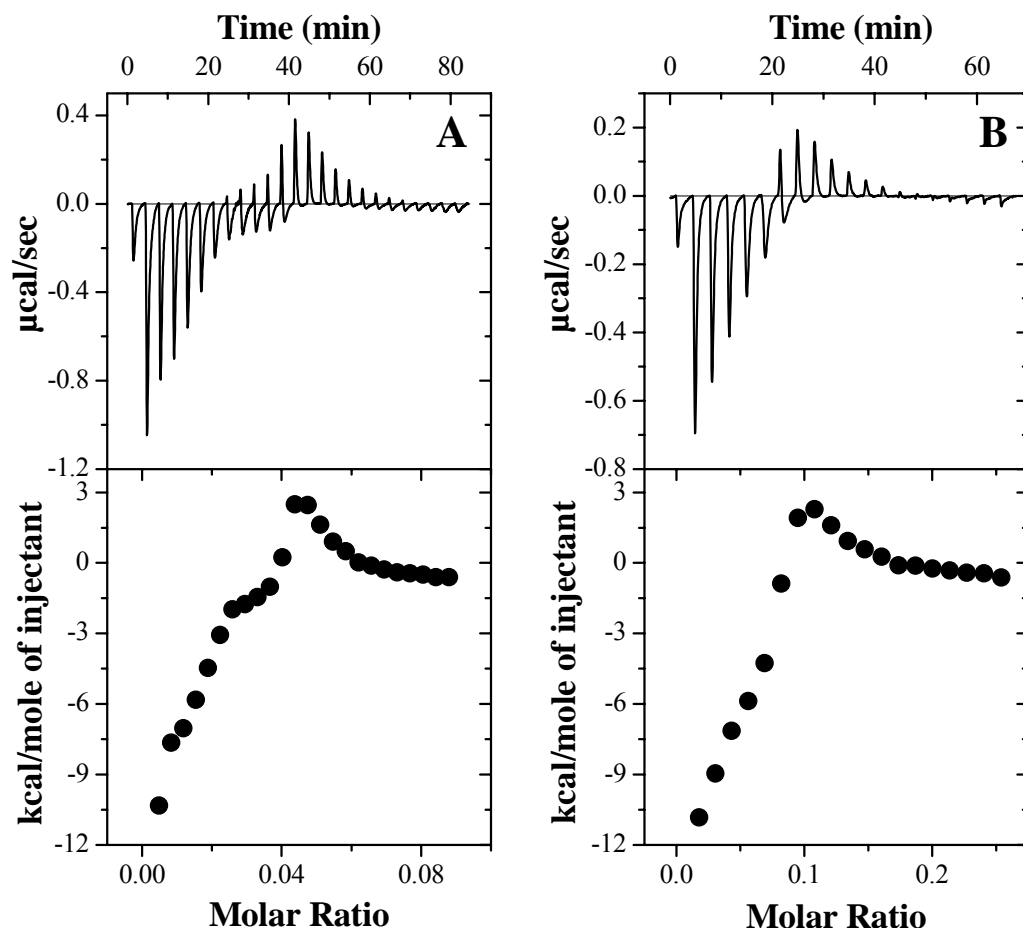 Time (min)
0 20 40 60 80
A
0.4
0.0
-0.4
-0.8
-1.2
µcal/sec
3
0
-3
-6
-9
-12
kcal/mole of injectant
0.00 0.04 0.08
Molar Ratio
Time (min)
0 20 40 60
B
0.2
0.0
-0.2
-0.4
-0.6
-0.8
µcal/sec
3
0
-3
-6
-9
-12
kcal/mole of injectant
0.0 0.1 0.2
Molar Ratio